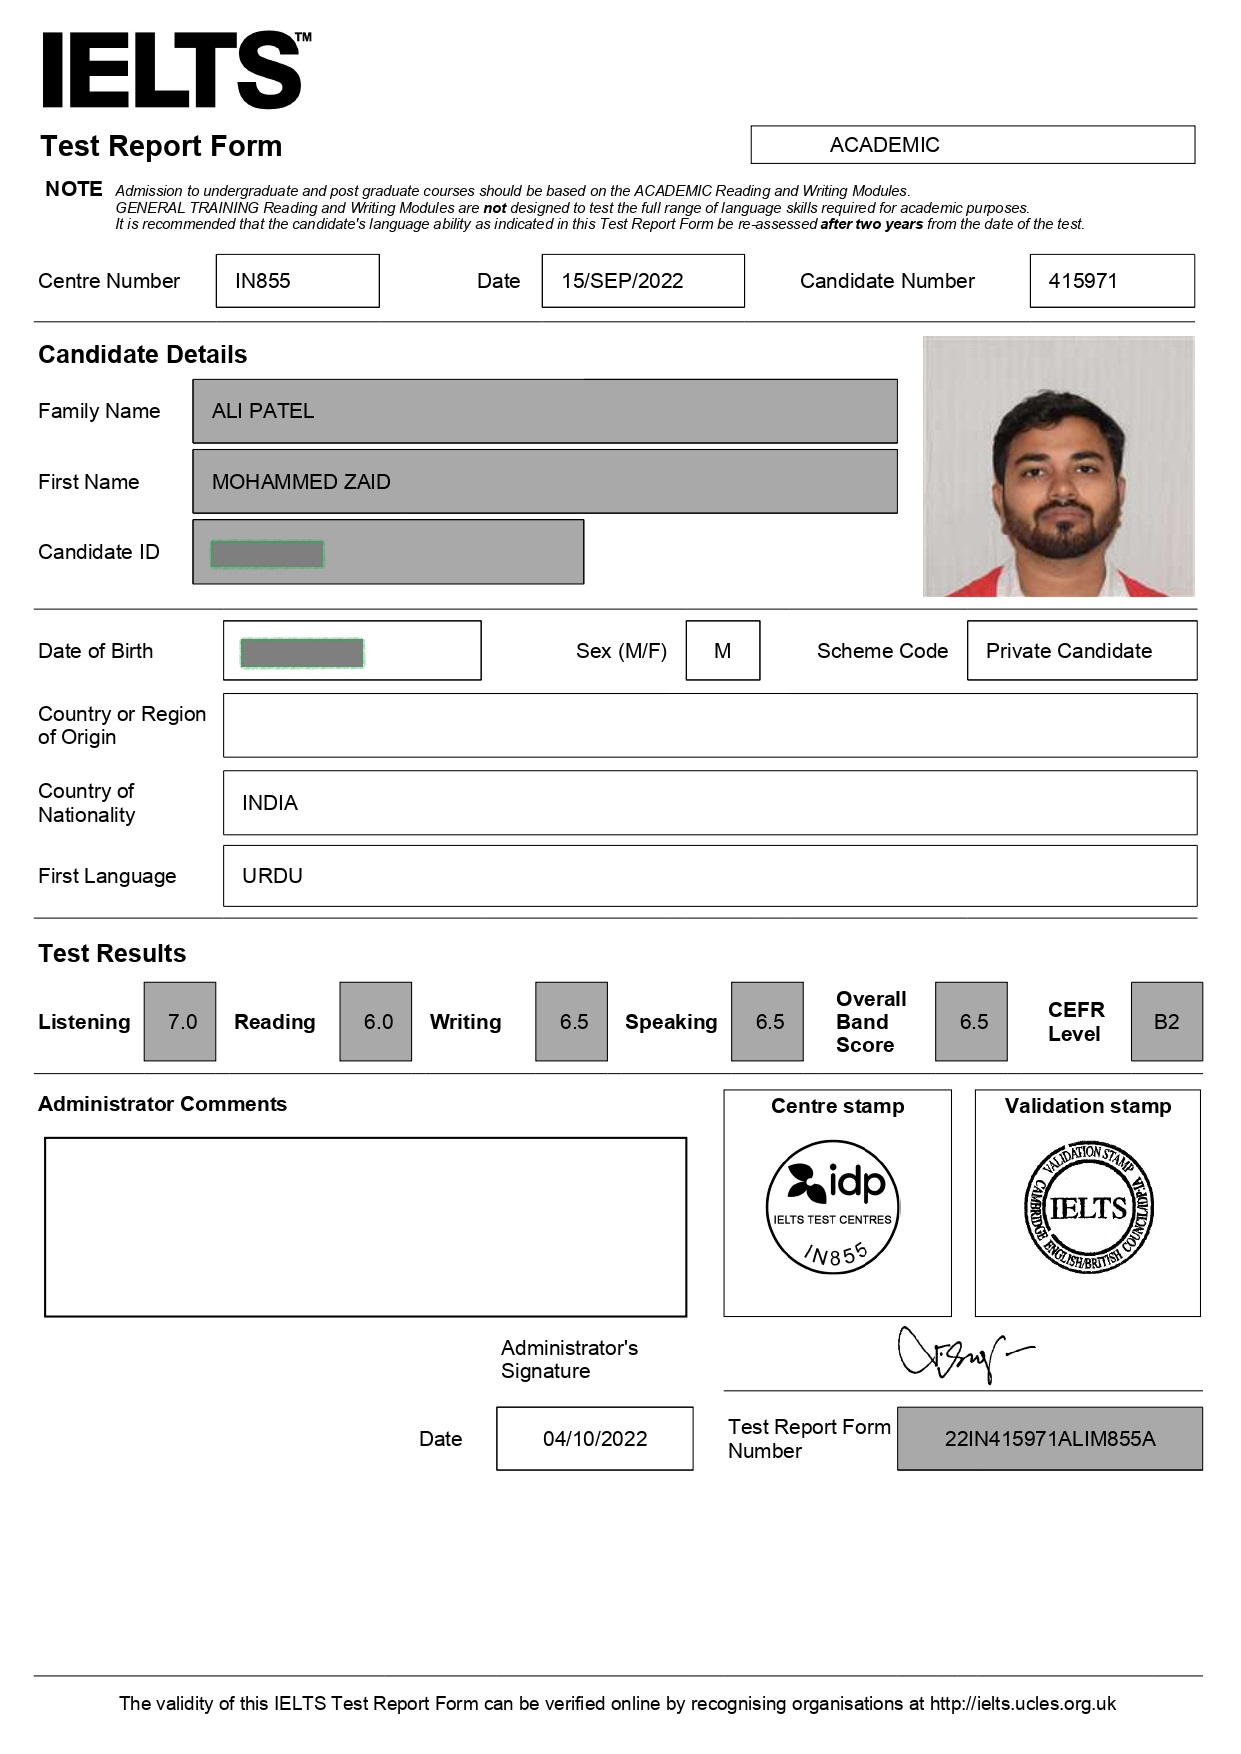 IELTS™
Test Report Form
ACADEMIC
NOTE Admission to undergraduate and post graduate courses should be based on the ACADEMIC Reading and Writing Modules.
GENERAL TRAINING Reading and Writing Modules are not designed to test the full range of language skills required for academic purposes.
It is recommended that the candidate's language ability as indicated in this Test Report Form be re-assessed after two years from the date of the test.
Centre Number IN855 Date 15/SEP/2022 Candidate Number 415971
Candidate Details
Family Name ALI PATEL
First Name MOHAMMED ZAID
Candidate ID
Date of Birth Sex (M/F) M Scheme Code Private Candidate
Country or Region
of Origin
Country of
Nationality
INDIA
First Language URDU
Test Results
Listening 7.0 Reading 6.0 Writing 6.5 Speaking 6.5
Overall
Band
Score
6.5
CEFR
Level
B2
Administrator Comments
Centre stamp
idp
IELTS TEST CENTRES
IN855
Validation stamp
VALIDATION STAMP
CAMBRIDGE ENGLISH/BRITISH COUNCIL/IDP:IA
IELTS
Administrator's
Signature
Date 04/10/2022
Test Report Form
Number
22IN415971ALIM855A
The validity of this IELTS Test Report Form can be verified online by recognising organisations at http://ielts.ucles.org.uk